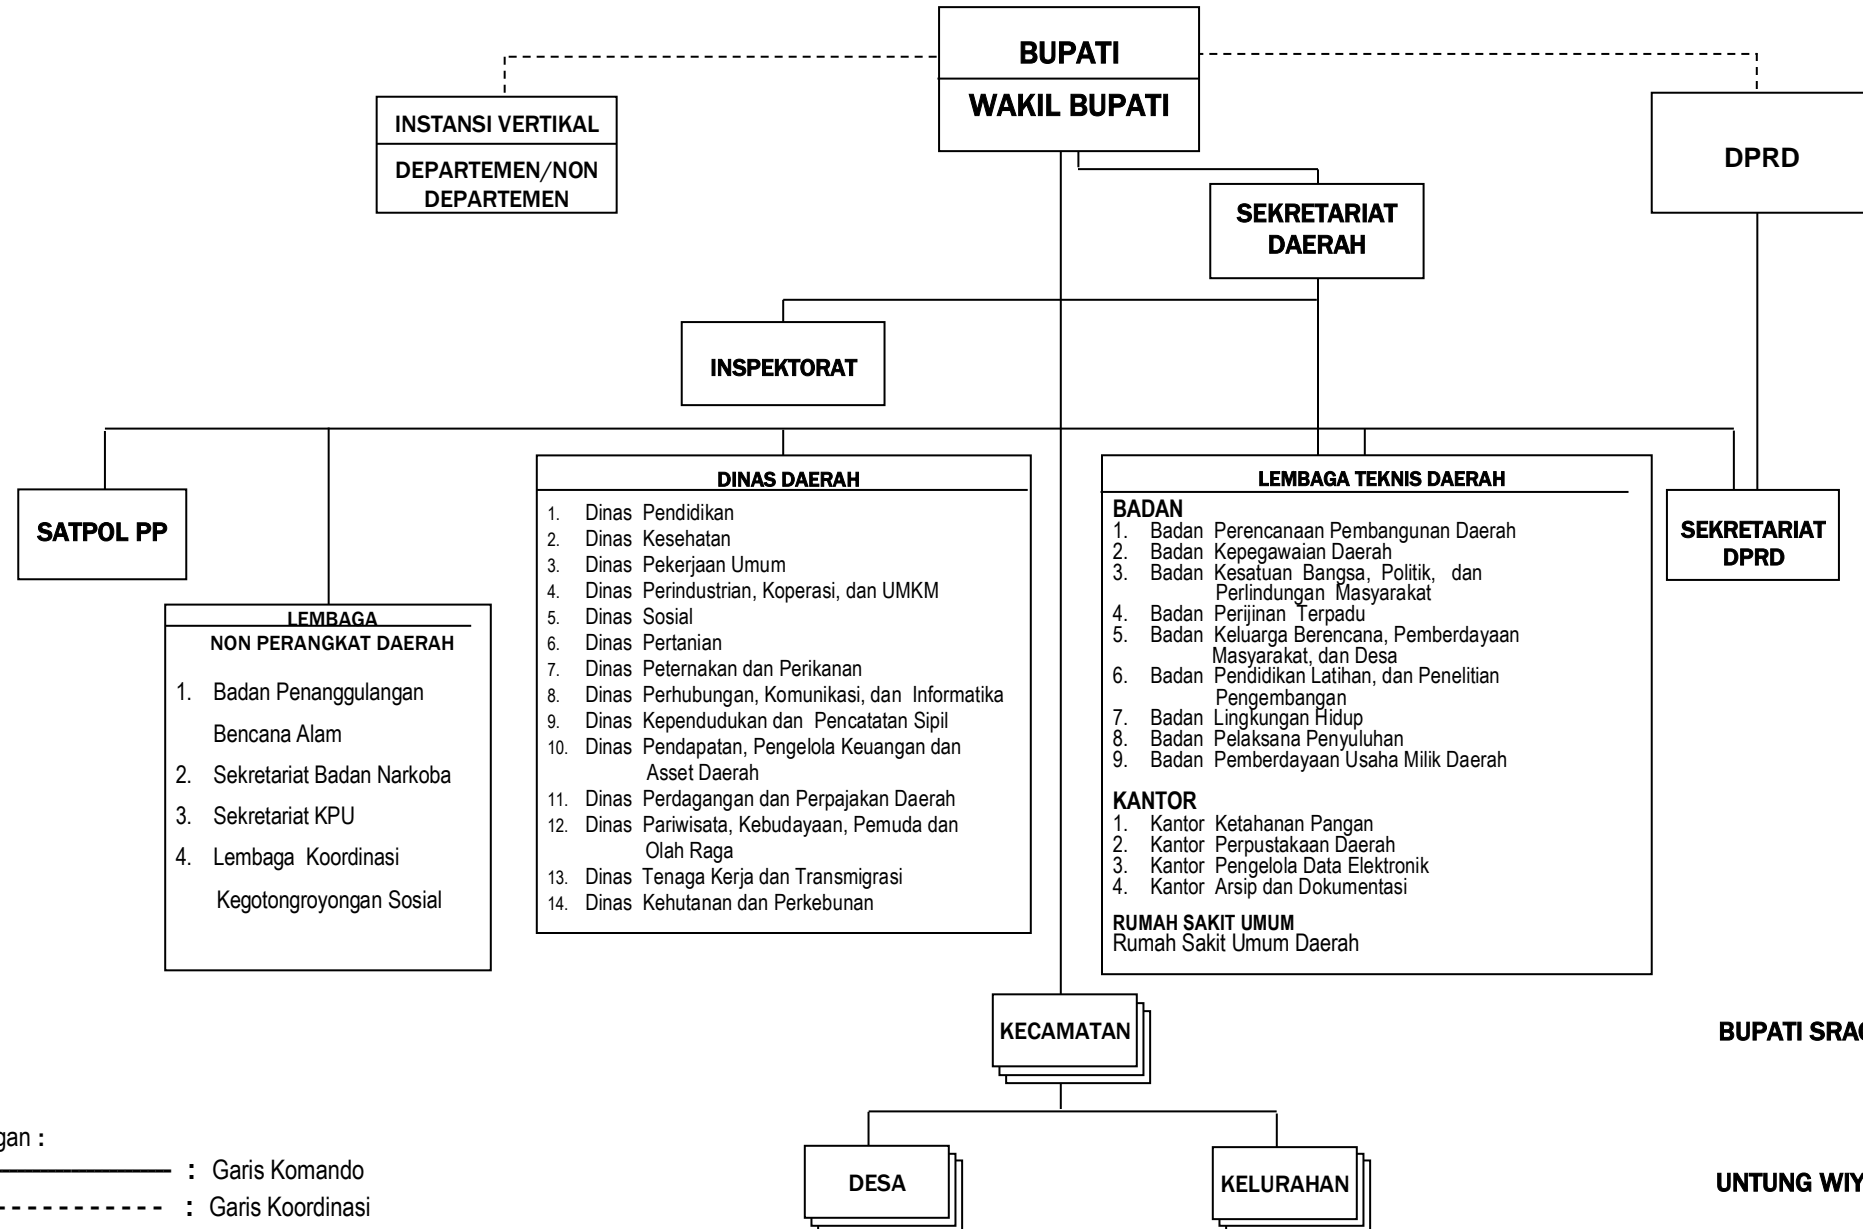 BUPATI
WAKIL BUPATI
INSTANSI VERTIKAL
DEPARTEMEN/NON
DEPARTEMEN
DPRD
SEKRETARIAT
DAERAH
INSPEKTORAT
SATPOL PP
LEMBAGA
NON PERANGKAT DAERAH
1. Badan Penanggulangan
Bencana Alam
2. Sekretariat Badan Narkoba
3. Sekretariat KPU
4. Lembaga Koordinasi
Kegotongroyongan Sosial
DINAS DAERAH
1. Dinas Pendidikan
2. Dinas Kesehatan
3. Dinas Pekerjaan Umum
4. Dinas Perindustrian, Koperasi, dan UMKM
5. Dinas Sosial
6. Dinas Pertanian
7. Dinas Peternakan dan Perikanan
8. Dinas Perhubungan, Komunikasi, dan Informatika
9. Dinas Kependudukan dan Pencatatan Sipil
10. Dinas Pendapatan, Pengelola Keuangan dan
Asset Daerah
11. Dinas Perdagangan dan Perpajakan Daerah
12. Dinas Pariwisata, Kebudayaan, Pemuda dan
Olah Raga
13. Dinas Tenaga Kerja dan Transmigrasi
14. Dinas Kehutanan dan Perkebunan
LEMBAGA TEKNIS DAERAH
BADAN
1. Badan Perencanaan Pembangunan Daerah
2. Badan Kepegawaian Daerah
3. Badan Kesatuan Bangsa, Politik, dan
Perlindungan Masyarakat
4. Badan Perijinan Terpadu
5. Badan Keluarga Berencana, Pemberdayaan
Masyarakat, dan Desa
6. Badan Pendidikan Latihan, dan Penelitian
Pengembangan
7. Badan Lingkungan Hidup
8. Badan Pelaksana Penyuluhan
9. Badan Pemberdayaan Usaha Milik Daerah
KANTOR
1. Kantor Ketahanan Pangan
2. Kantor Perpustakaan Daerah
3. Kantor Pengelola Data Elektronik
4. Kantor Arsip dan Dokumentasi
RUMAH SAKIT UMUM
Rumah Sakit Umum Daerah
SEKRETARIAT
DPRD
KECAMATAN
DESA
KELURAHAN
BUPATI
UNTUNG
: Garis Komando
: Garis Koordinasi